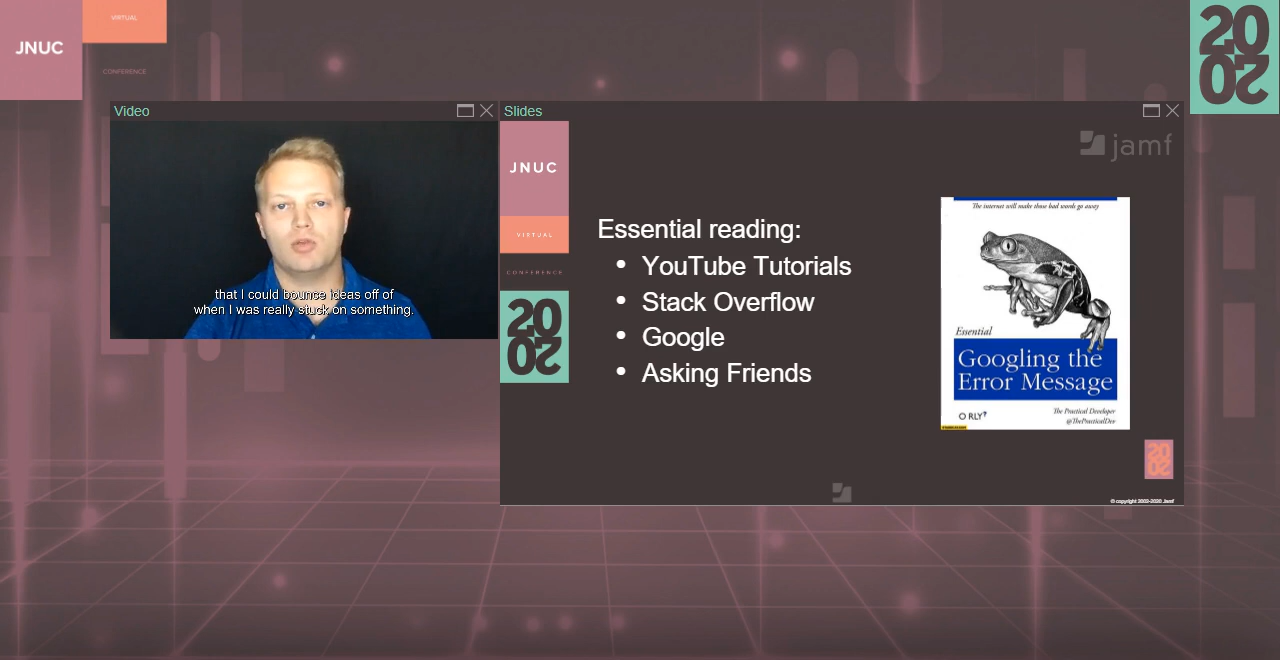 JNUC
VIRTUAL
CONFERENCE
2020
Video
that I could bounce ideas off of
when I was really stuck on something.
Slides
JNUC
VIRTUAL
CONFERENCE
2020
jamf
Essential reading:
• YouTube Tutorials
• Stack Overflow
• Google
• Asking Friends
The internet will make those bad words go away
Essential
Googling the
Error Message
O RLY?
The Practical Developer
@ThePracticalDev
2020
© copyright 2002-2020 Jamf